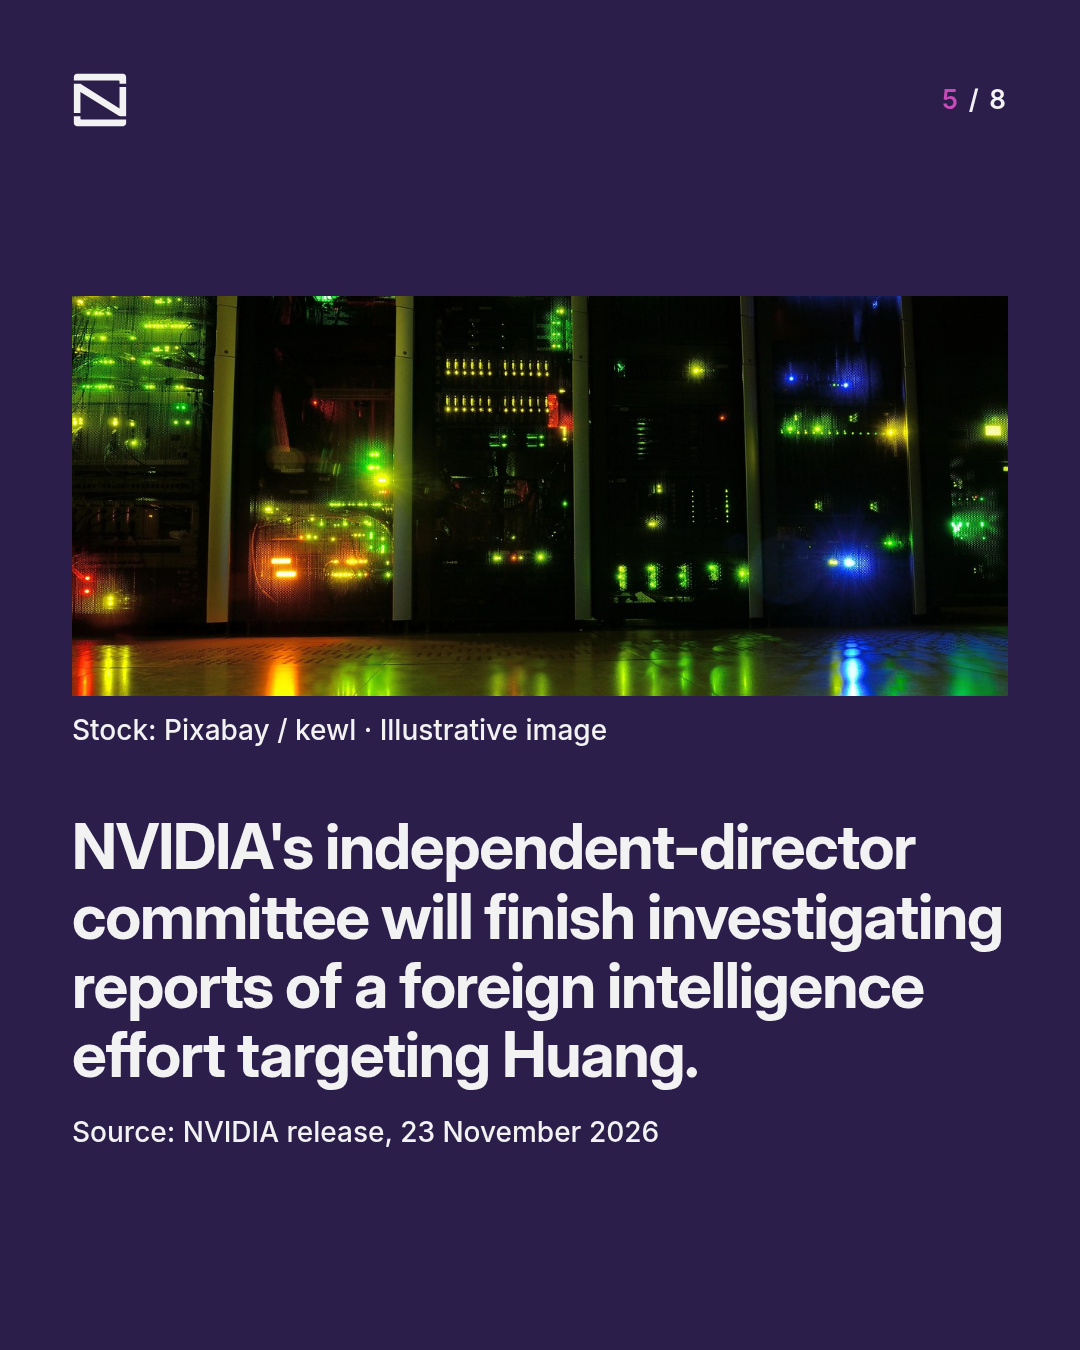 5 / 8
Stock: Pixabay / kewl · Illustrative image
NVIDIA's independent-director
committee will finish investigating
reports of a foreign intelligence
effort targeting Huang.
Source: NVIDIA release, 23 November 2026